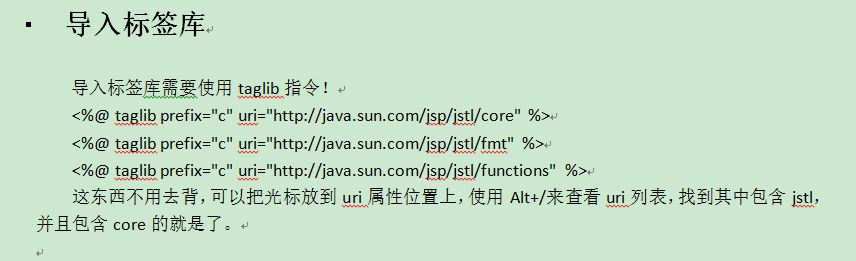 ▪ 导入标签库
导入标签库需要使用 taglib 指令！
<%@ taglib prefix="c" uri="http://java.sun.com/jsp/jstl/core" %>
<%@ taglib prefix="c" uri="http://java.sun.com/jsp/jstl/fmt" %>
<%@ taglib prefix="c" uri="http://java.sun.com/jsp/jstl/functions" %>
这东西不用去背，可以把光标放到 uri 属性位置上，使用 Alt+/来查看 uri 列表，找到其中包含 jstl，
并且包含 core 的就是了。